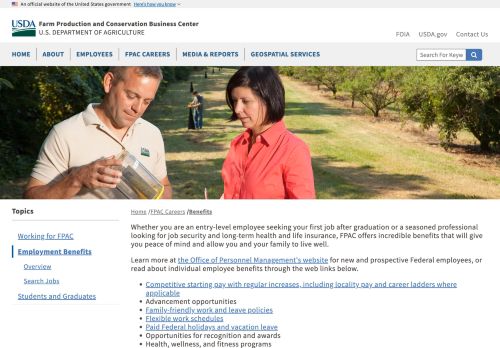 An official website of the United States government Here's how you know
USDA Farm Production and Conservation Business Center
U.S. DEPARTMENT OF AGRICULTURE
FOIA USDA.gov Contact Us
HOME ABOUT EMPLOYEES FPAC CAREERS MEDIA & REPORTS GEOSPATIAL SERVICES
Search For Keyw
USDA
Topics
Working for FPAC
Employment Benefits
Overview
Search Jobs
Students and Graduates
Home /FPAC Careers /Benefits
Whether you are an entry-level employee seeking your first job after graduation or a seasoned professional
looking for job security and long-term health and life insurance, FPAC offers incredible benefits that will give
you peace of mind and allow you and your family to live well.
Learn more at the Office of Personnel Management's website for new and prospective Federal employees, or
read about individual employee benefits through the web links below.
• Competitive starting pay with regular increases, including locality pay and career ladders where
applicable
• Advancement opportunities
• Family-friendly work and leave policies
• Flexible work schedules
• Paid Federal holidays and vacation leave
• Opportunities for recognition and awards
• Health, wellness, and fitness programs